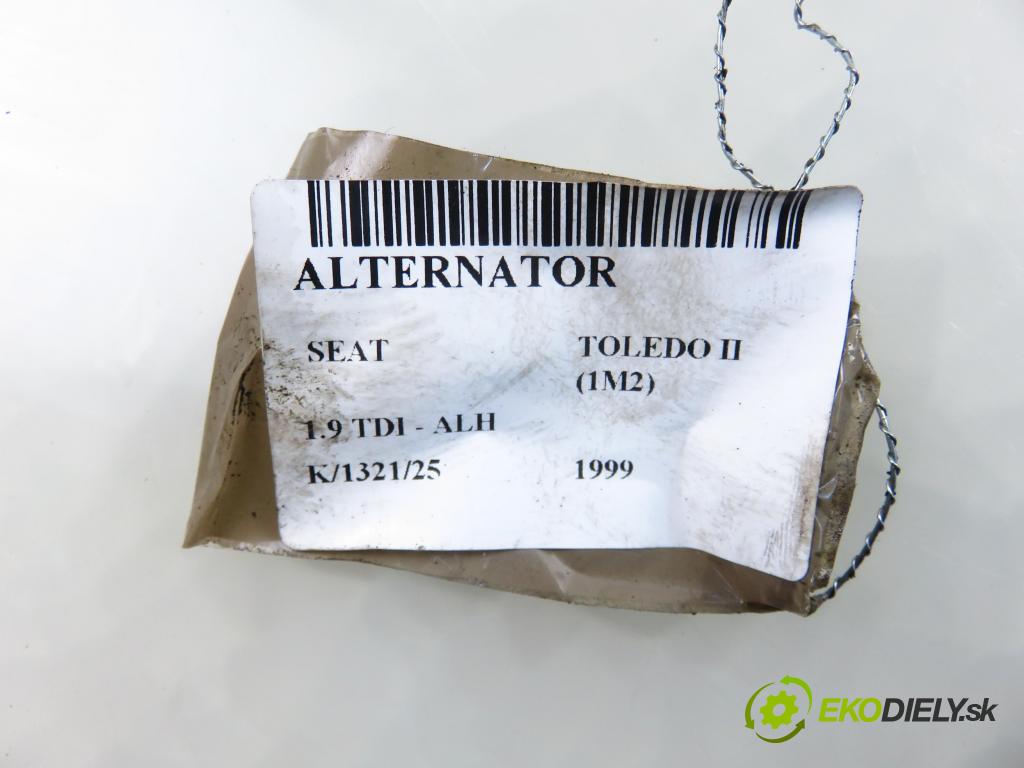 ALTERNATOR
SEAT TOLEDO II
(1M2)
1.9 TDI - ALH
K/1321/25 1999
EKODIELY.sk